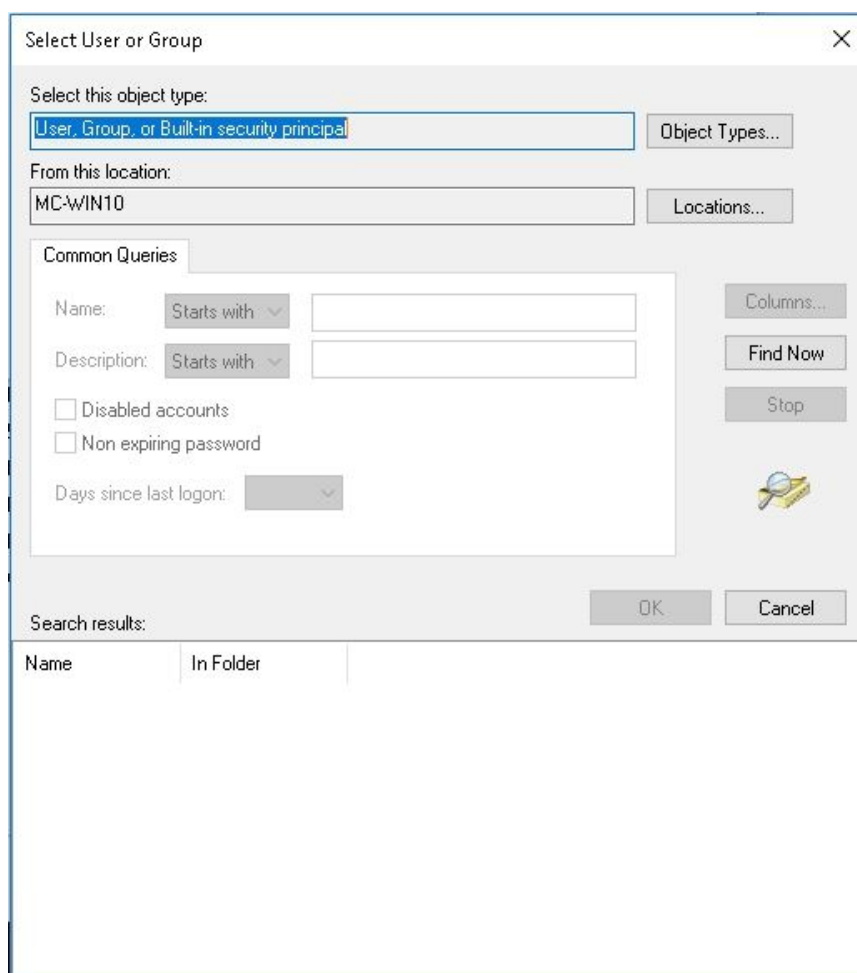 Select User or Group
Select this object type:
User, Group, or Built-in security principal
Object Types...
From this location:
MC-WIN10
Locations...
Common Queries
Name:
Starts with
Columns...
Description:
Starts with
Find Now
Disabled accounts
Stop
Non expiring password
Days since last logon:
OK
Cancel
Search results:
Name
In Folder